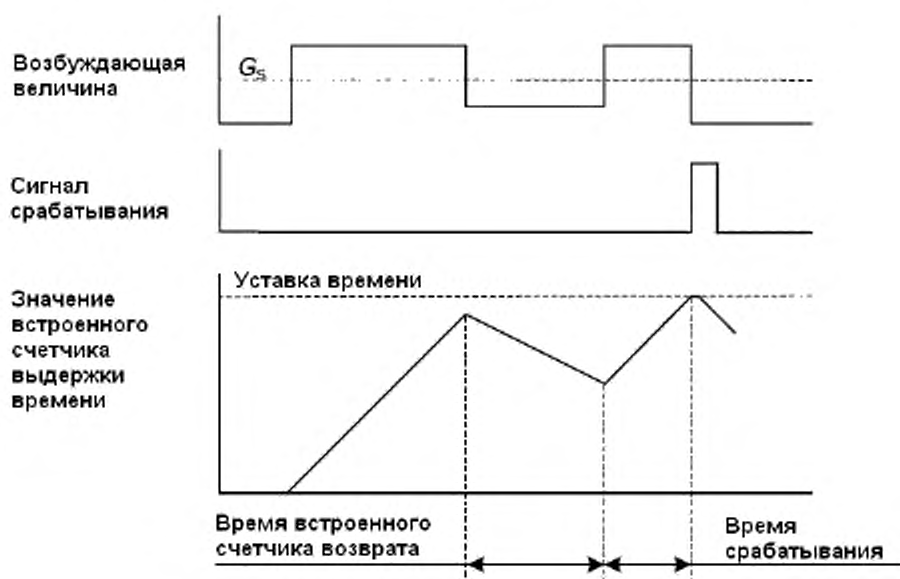 Возбуждающая
величина
Gs
Сигнал
срабатывания
Значение
встроенного
счетчика
выдержки
времени
Уставка времени
Время встроенного
счетчика возврата
Время
срабатывания